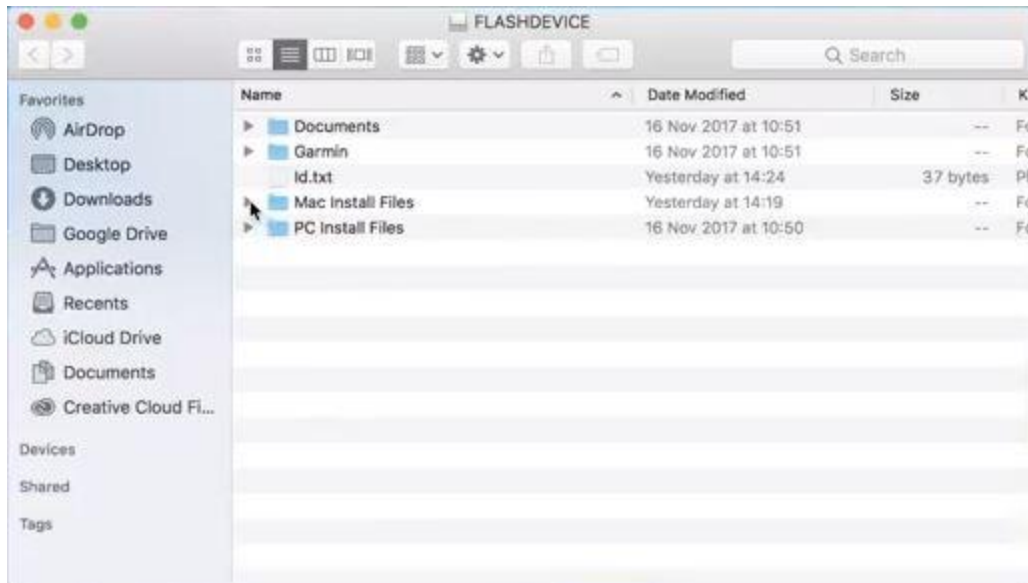 FLASHDEVICE
Search
Favorites
AirDrop
Desktop
Downloads
Google Drive
Applications
Recents
iCloud Drive
Documents
Creative Cloud Fi...
Devices
Shared
Tags
Name Date Modified Size
Documents 16 Nov 2017 at 10:51 --
Garmin 16 Nov 2017 at 10:51 --
Id.txt Yesterday at 14:24 37 bytes
Mac Install Files Yesterday at 14:19 --
PC Install Files 16 Nov 2017 at 10:50 --